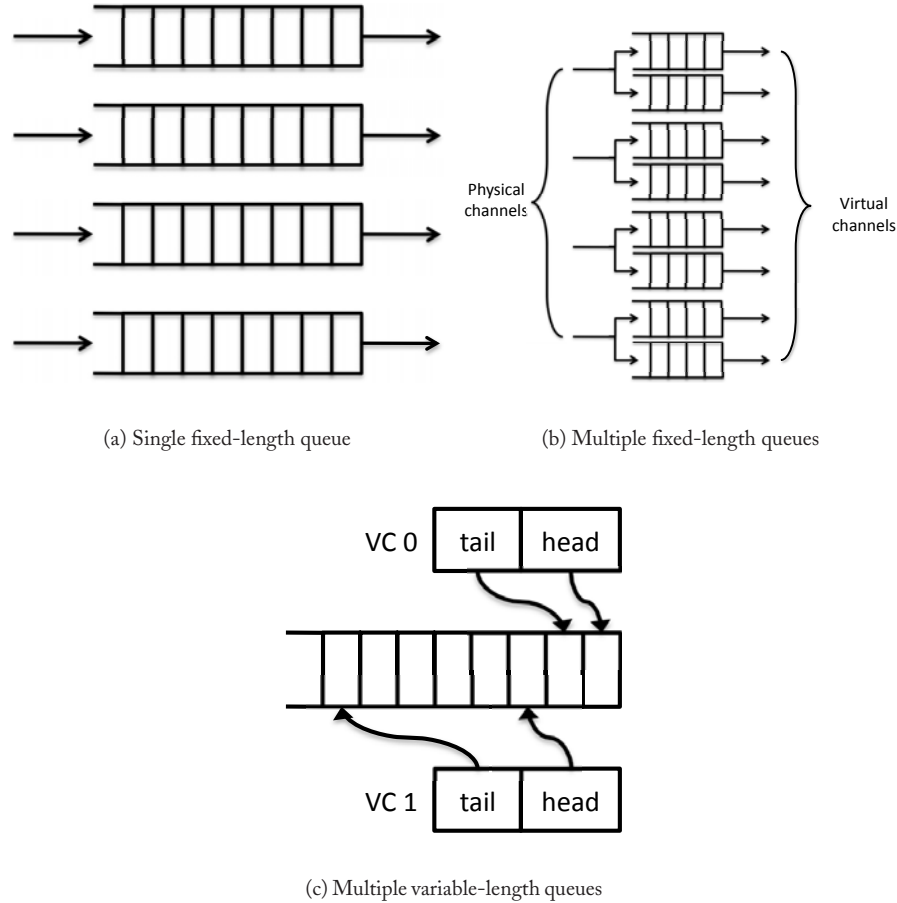 Physical
channels
Virtual
channels
(a) Single fixed-length queue
(b) Multiple fixed-length queues
VC 0
tail
head
VC 1
tail
head
(c) Multiple variable-length queues